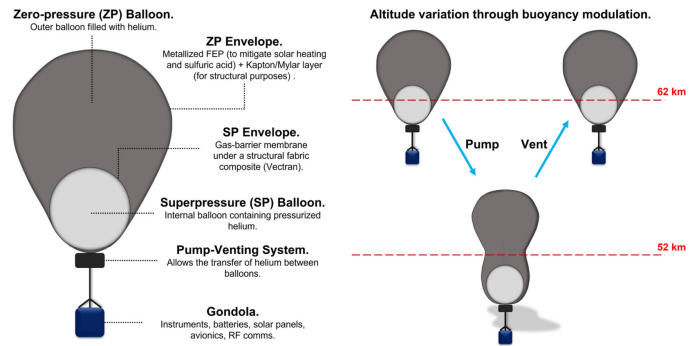 Zero-pressure (ZP) Balloon.
Outer balloon filled with helium.
ZP Envelope.
Metallized FEP (to mitigate solar heating
and sulfuric acid) + Kapton/Mylar layer
(for structural purposes) .
SP Envelope.
Gas-barrier membrane
under a structural fabric
composite (Vectran).
Superpressure (SP) Balloon.
Internal balloon containing pressurized
helium.
Pump-Venting System.
Allows the transfer of helium between
balloons.
Gondola.
Instruments, batteries, solar panels,
avionics, RF comms.
Altitude variation through buoyancy modulation.
62 km
Pump
Vent
52 km